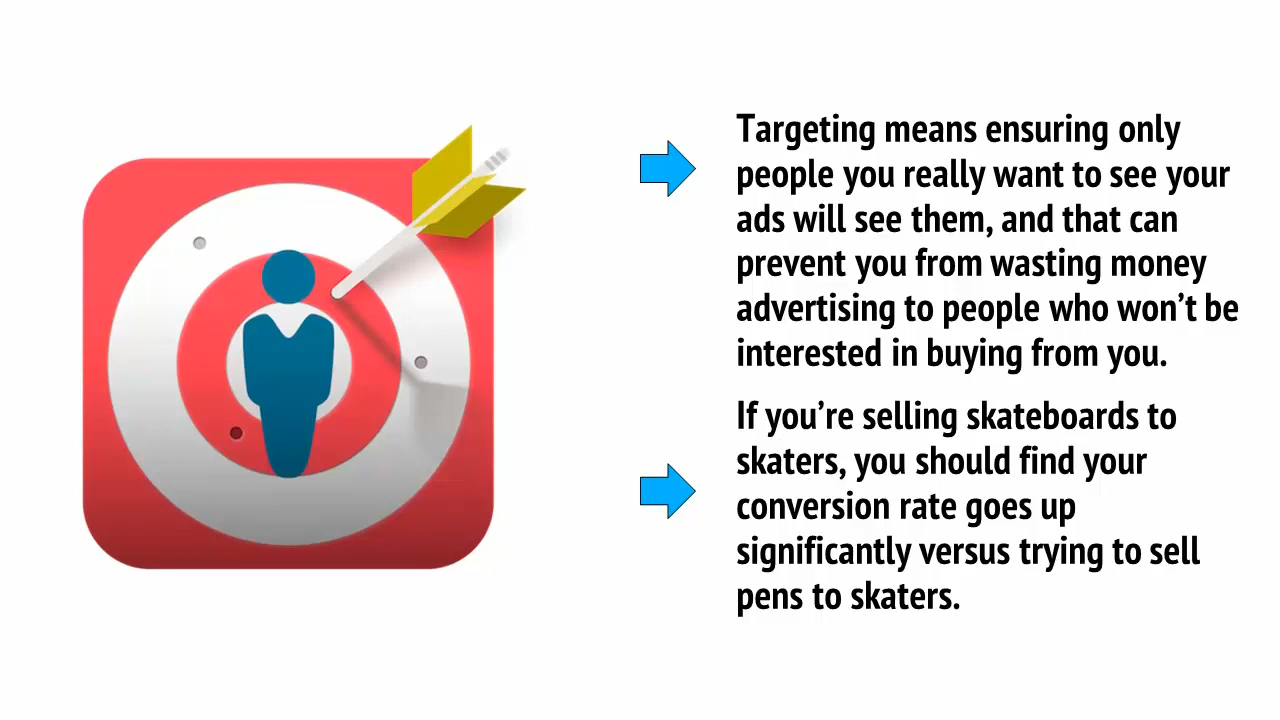 Targeting means ensuring only
people you really want to see your
ads will see them, and that can
prevent you from wasting money
advertising to people who won’t be
interested in buying from you.
If you’re selling skateboards to
skaters, you should find your
conversion rate goes up
significantly versus trying to sell
pens to skaters.